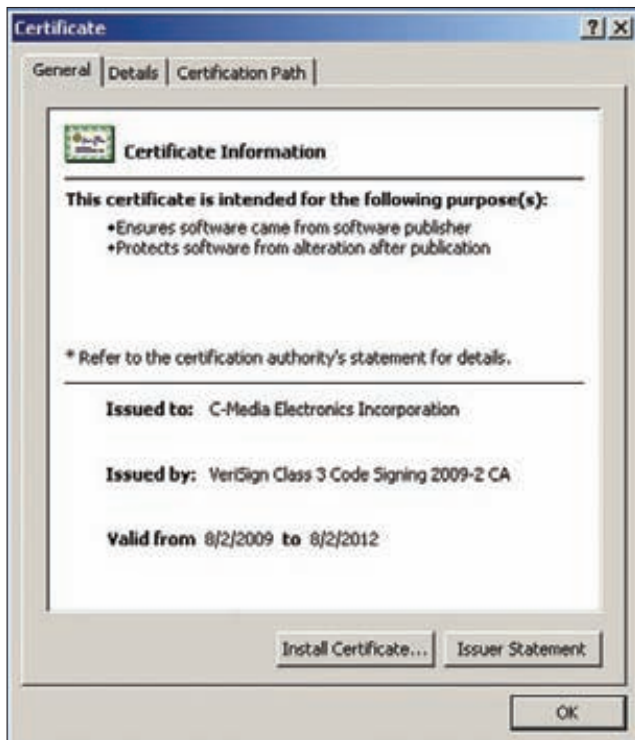 Certificate
General
Details
Certification Path
Certificate Information
This certificate is intended for the following purpose(s):
•Ensures software came from software publisher
•Protects software from alteration after publication
* Refer to the certification authority's statement for details.
Issued to: C-Media Electronics Incorporation
Issued by: VeriSign Class 3 Code Signing 2009-2 CA
Valid from 8/2/2009 to 8/2/2012
Install Certificate...
Issuer Statement
OK